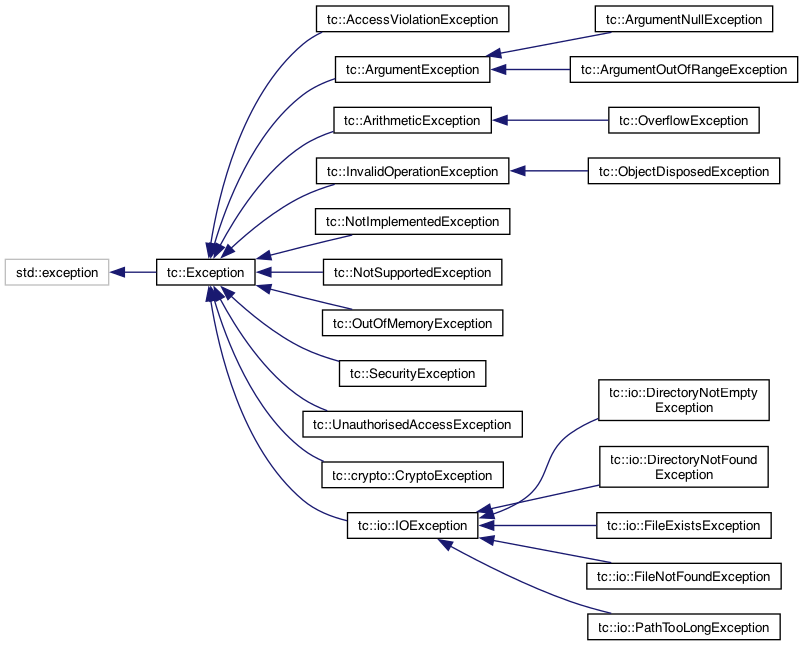 tc::AccessViolationException
tc::ArgumentNullException
tc::ArgumentException
tc::ArgumentOutOfRangeException
tc::ArithmeticException
tc::OverflowException
tc::InvalidOperationException
tc::ObjectDisposedException
tc::NotImplementedException
std::exception
tc::Exception
tc::NotSupportedException
tc::OutOfMemoryException
tc::SecurityException
tc::io::DirectoryNotEmpty
Exception
tc::UnauthorisedAccessException
tc::io::DirectoryNotFound
Exception
tc::crypto::CryptoException
tc::io::IOException
tc::io::FileExistsException
tc::io::FileNotFoundException
tc::io::PathTooLongException